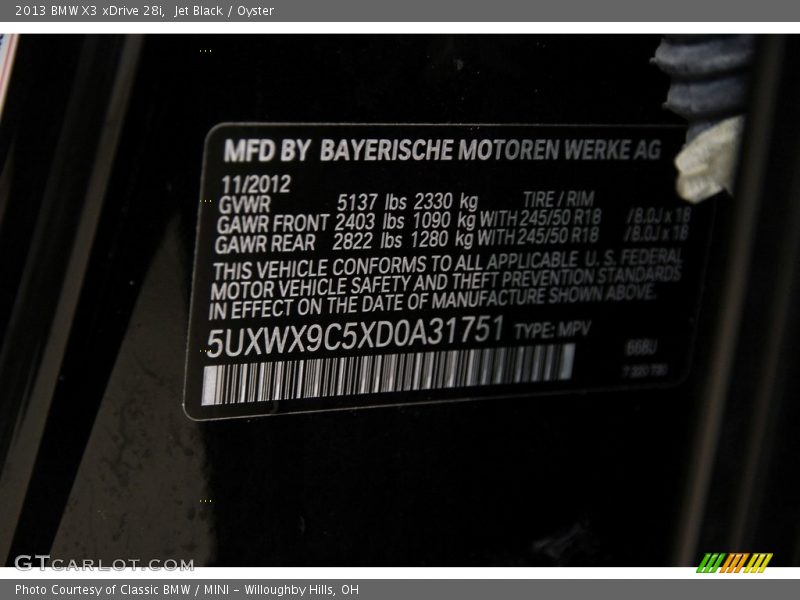 2013 BMW X3 xDrive 28i, Jet Black / Oyster
MFD BY BAYERISCHE MOTOREN WERKE AG
11/2012
GVWR 5137 lbs 2330 kg TIRE / RIM
GAWR FRONT 2403 lbs 1090 kg WITH 245/50 R18 /8.0J x 18
GAWR REAR 2822 lbs 1280 kg WITH 245/50 R18 /8.0J x 18
THIS VEHICLE CONFORMS TO ALL APPLICABLE U. S. FEDERAL
MOTOR VEHICLE SAFETY AND THEFT PREVENTION STANDARDS
IN EFFECT ON THE DATE OF MANUFACTURE SHOWN ABOVE.
5UXWX9C5XD0A31751 TYPE: MPV
GTCARLOT.COM
Photo Courtesy of Classic BMW / MINI - Willoughby Hills, OH